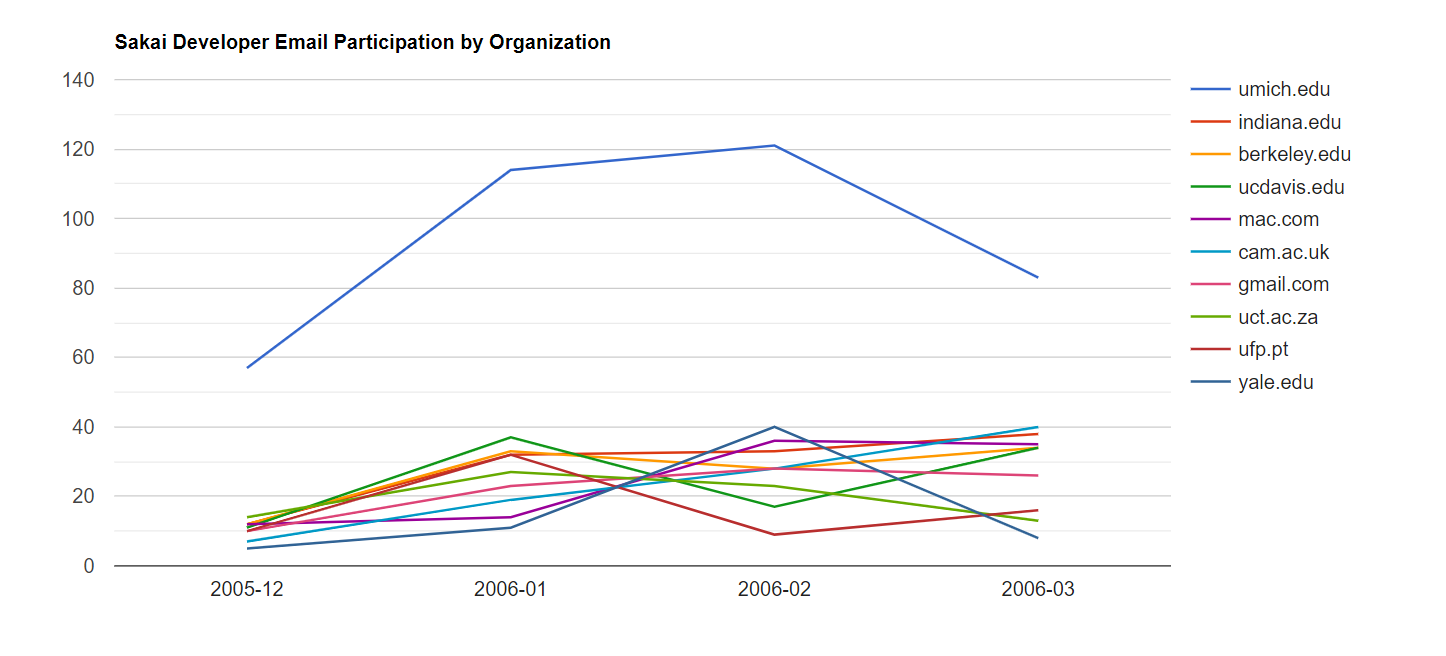 Sakai Developer Email Participation by Organization
140
120
100
80
60
40
20
0
2005-12 2006-01 2006-02 2006-03
umich.edu
indiana.edu
berkeley.edu
ucdavis.edu
mac.com
cam.ac.uk
gmail.com
uct.ac.za
ufp.pt
yale.edu